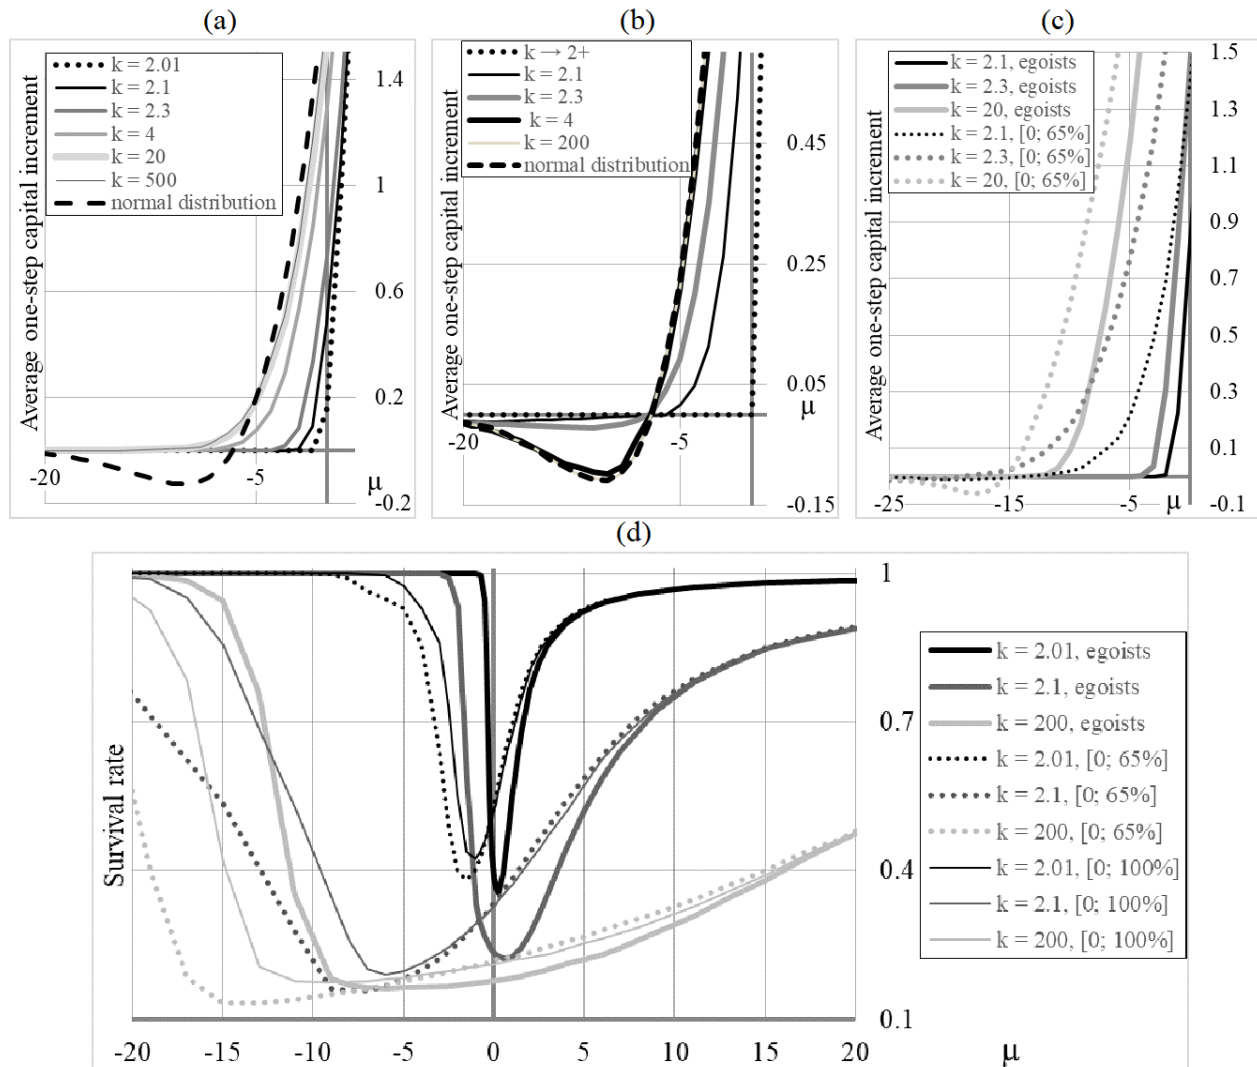 (a)
k = 2.01
k = 2.1
k = 2.3
k = 4
k = 20
k = 500
normal distribution
Average one-step capital increment
1.4
1
0.6
0.2
-0.2
-20
-5
μ
(b)
k → 2+
k = 2.1
k = 2.3
k = 4
k = 200
normal distribution
Average one-step capital increment
0.45
0.25
0.05
-0.15
-20
-5
μ
(c)
k = 2.1, egoists
k = 2.3, egoists
k = 20, egoists
k = 2.1, [0; 65%]
k = 2.3, [0; 65%]
k = 20, [0; 65%]
Average one-step capital increment
1.5
1.3
1.1
0.9
0.7
0.5
0.3
0.1
-0.1
-25
-15
-5
μ
(d)
Survival rate
1
0.7
0.4
0.1
-20
-15
-10
-5
0
5
10
15
20
μ
k = 2.01, egoists
k = 2.1, egoists
k = 200, egoists
k = 2.01, [0; 65%]
k = 2.1, [0; 65%]
k = 200, [0; 65%]
k = 2.01, [0; 100%]
k = 2.1, [0; 100%]
k = 200, [0; 100%]